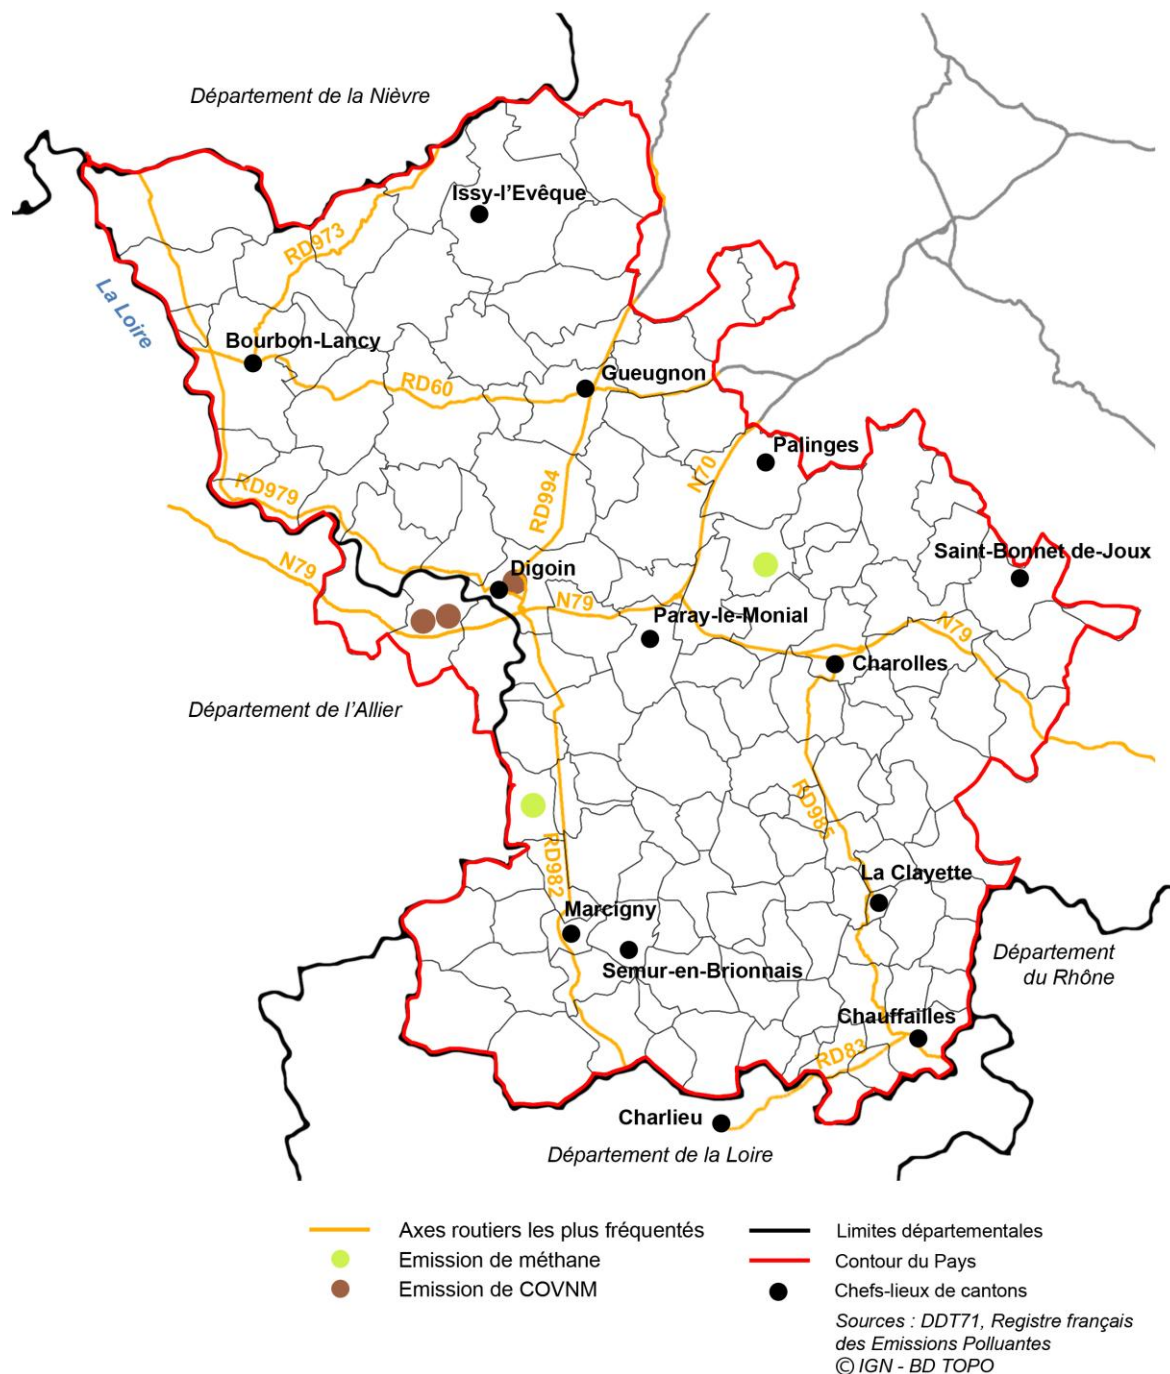 Département de la Nièvre
Issy-l'Evêque
RD973
La Loire
Bourbon-Lancy
RD60
Gueugnon
Palinges
N70
RD994
RD979
Saint-Bonnet de-Joux
N79
Digoin
N79
Paray-le-Monial
N79
Charolles
Département de l'Allier
RD985
RD982
La Clayette
Marcigny
Semur-en-Brionnais
Département
du Rhône
Chauffailles
RD83
Charlieu
Département de la Loire
Axes routiers les plus fréquentés
Emission de méthane
Emission de COVNM
Limites départementales
Contour du Pays
Chefs-lieux de cantons
Sources : DDT71, Registre français
des Emissions Polluantes
© IGN - BD TOPO